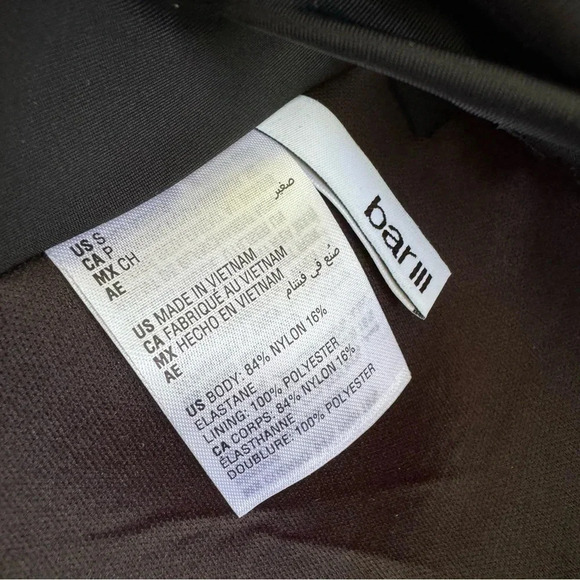 bar III
US S
CA P
MX CH
AE صغير
US MADE IN VIETNAM
CA FABRIQUE AU VIETNAM
MX HECHO EN VIETNAM
AE صُنع في فيتنام
US BODY: 84% NYLON 16%
ELASTANE
LINING: 100% POLYESTER
CA CORPS: 84% NYLON 16%
ÉLASTHANNE
DOUBLURE: 100% POLYESTER